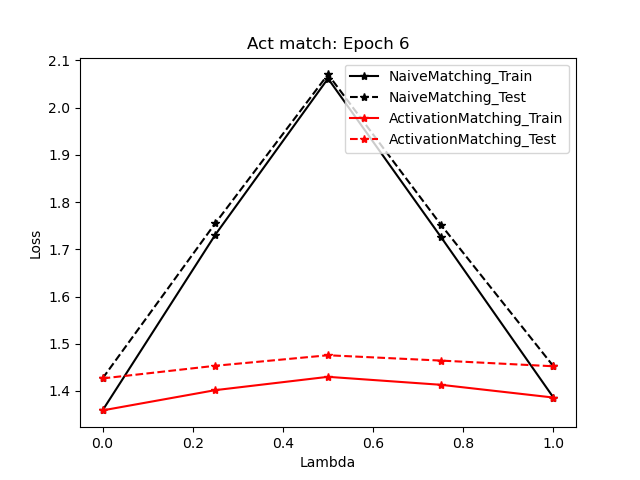 Act match: Epoch 6
NaiveMatching_Train
NaiveMatching_Test
ActivationMatching_Train
ActivationMatching_Test
Loss
2.1
2.0
1.9
1.8
1.7
1.6
1.5
1.4
0.0 0.2 0.4 0.6 0.8 1.0
Lambda